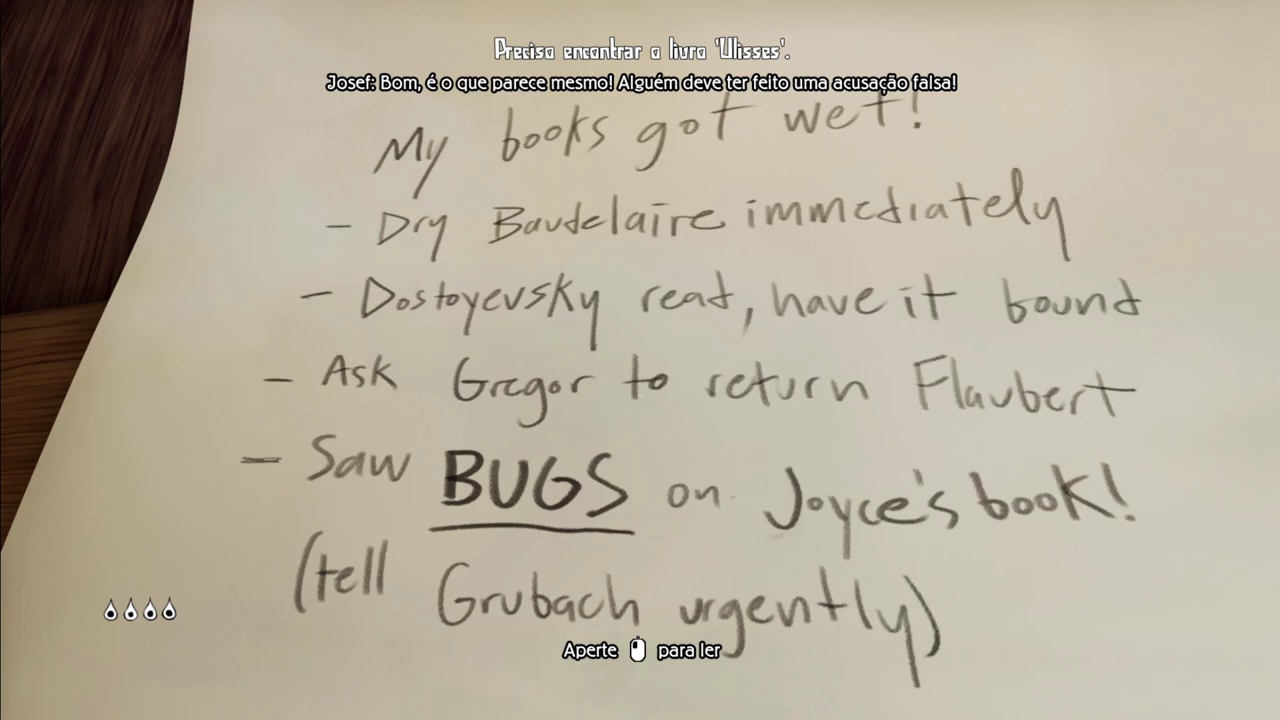 Preciso encontrar o livro 'Ulisses'.
Josef: Bom, é o que parece mesmo! Alguém deve ter feito uma acusação falsa!
My books got wet!
- Dry Baudelaire immediately
- Dostoyevsky read, have it bound
- Ask Gregor to return Flaubert
- Saw BUGS on Joyce's book!
(tell Grubach urgently)
Aperte para ler